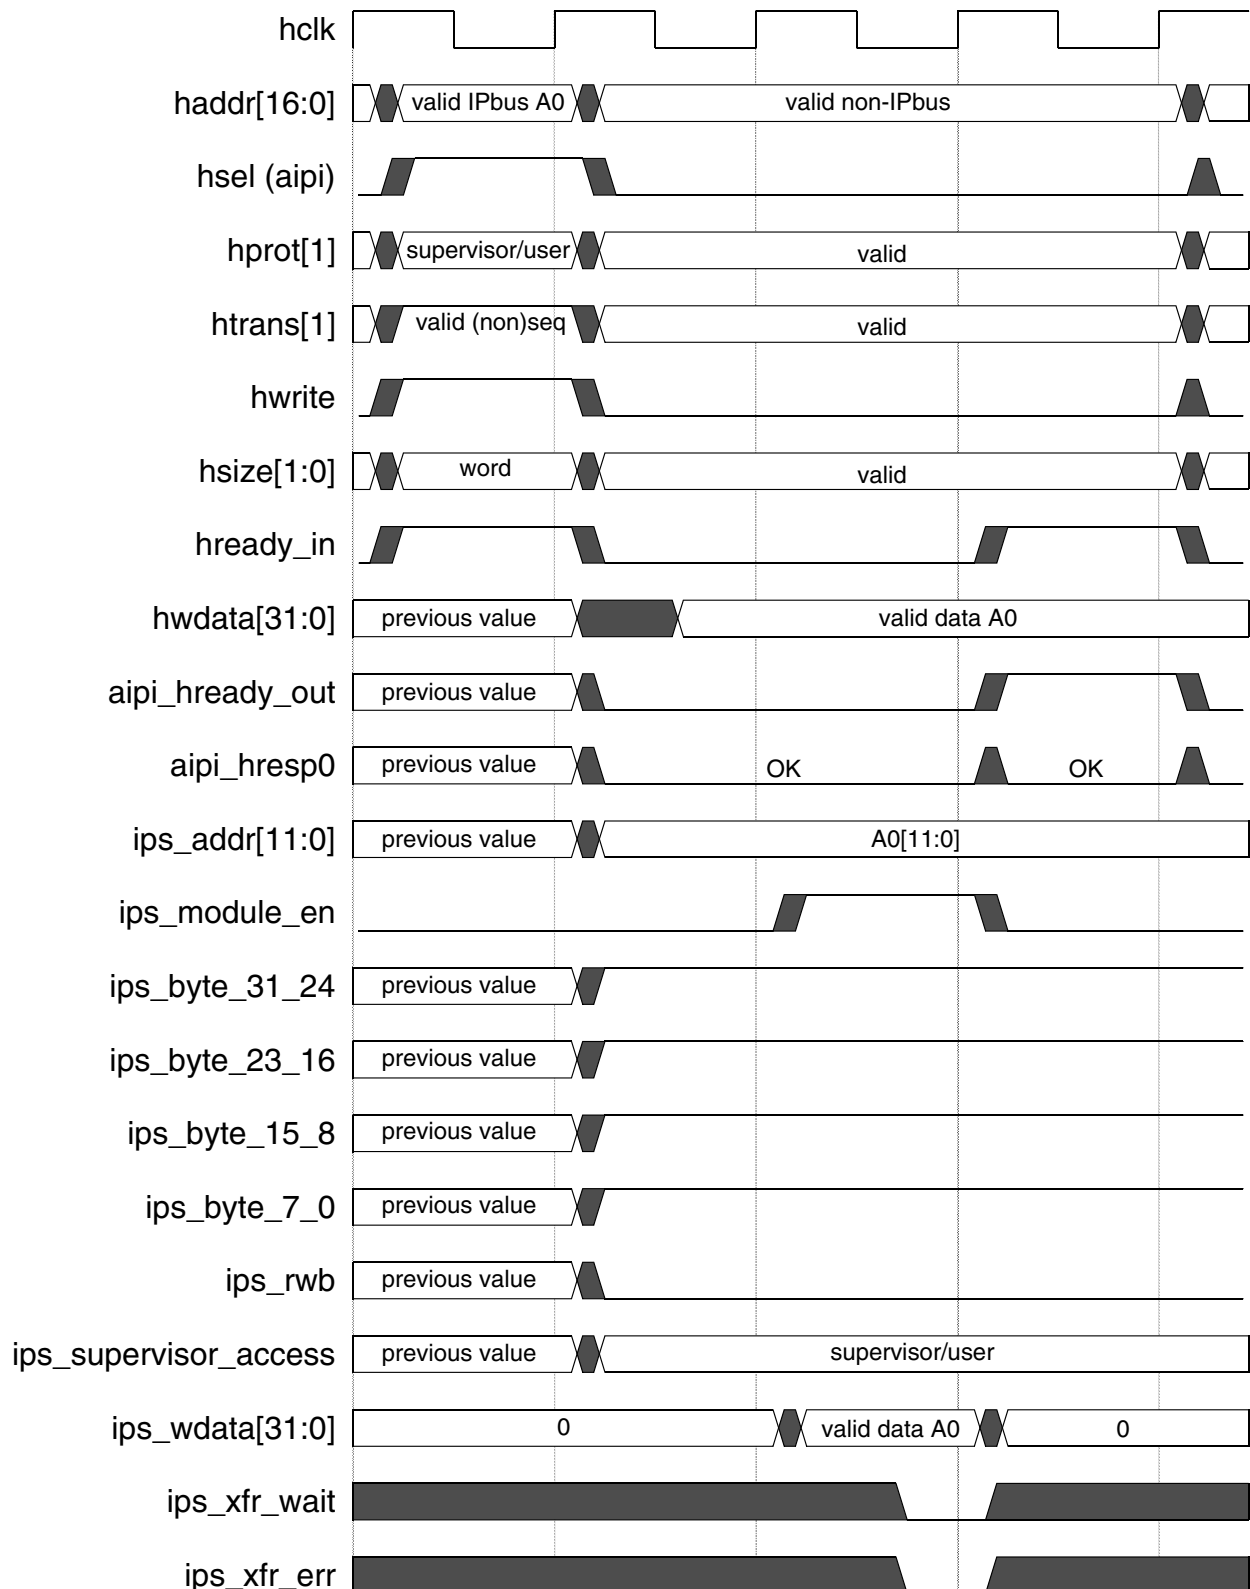 hclk
haddr[16:0] valid IPbus A0 valid non-IPbus
hsel (aipi)
hprot[1] supervisor/user valid
htrans[1] valid (non)seq valid
hwrite
hsize[1:0] word valid
hready_in
hwdata[31:0] previous value valid data A0
aipi_hready_out previous value
aipi_hresp0 previous value OK OK
ips_addr[11:0] previous value A0[11:0]
ips_module_en
ips_byte_31_24 previous value
ips_byte_23_16 previous value
ips_byte_15_8 previous value
ips_byte_7_0 previous value
ips_rwb previous value
ips_supervisor_access previous value supervisor/user
ips_wdata[31:0] 0 valid data A0 0
ips_xfr_wait
ips_xfr_err